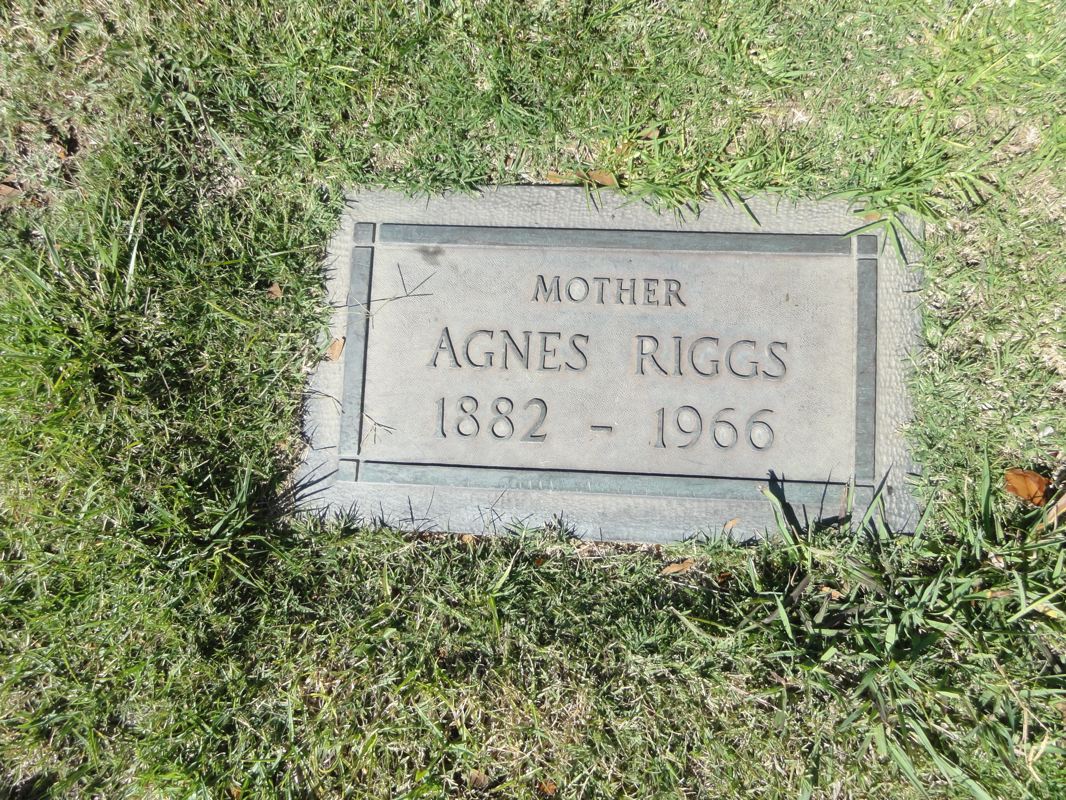 MOTHER
AGNES RIGGS
1882 – 1966